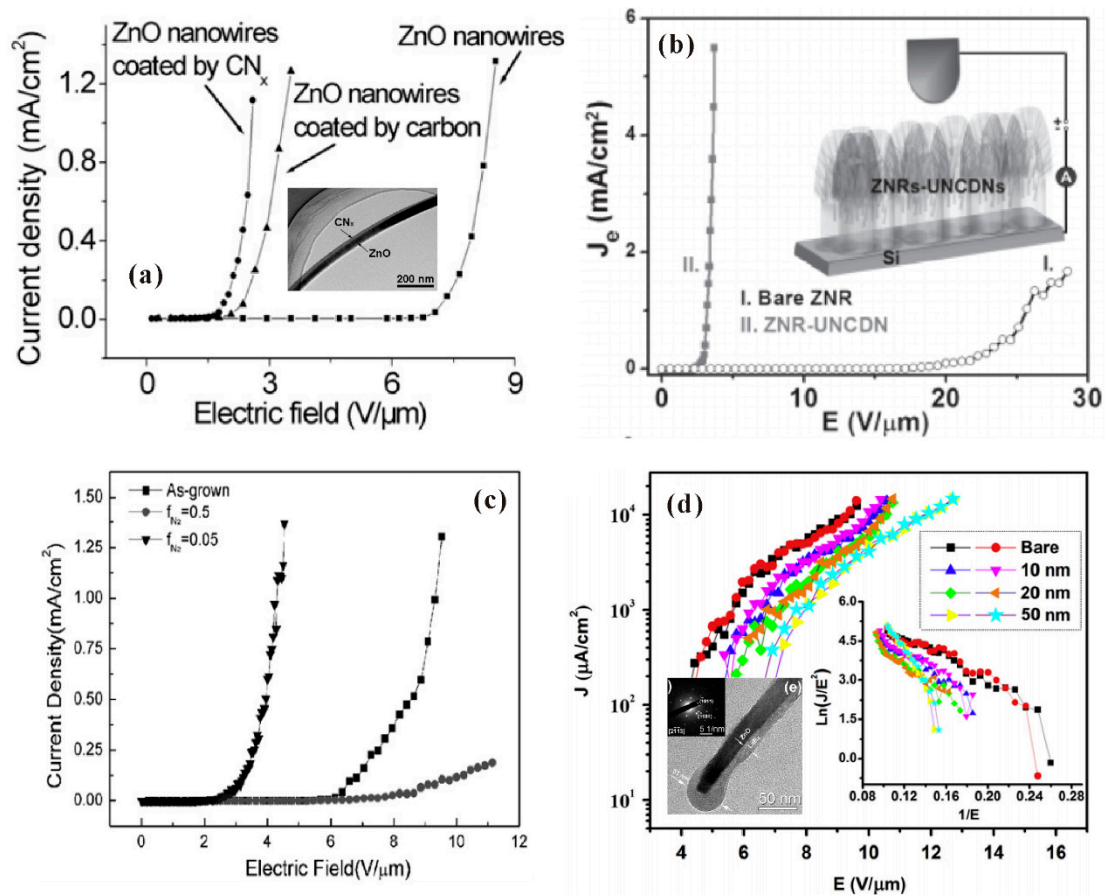 (a)
ZnO nanowires
coated by CNx
ZnO nanowires
ZnO nanowires
coated by carbon
CNx
ZnO
200 nm
Current density (mA/cm²)
1.2
0.8
0.4
0.0
0
3
6
9
Electric field (V/μm)
(b)
Je (mA/cm²)
6
4
2
0
ZNRs-UNCDNs
A
Si
II.
I.
I. Bare ZNR
II. ZNR-UNCDN
0
10
20
30
E (V/μm)
(c)
As-grown
fN2=0.5
fN2=0.05
Current Density(mA/cm²)
1.50
1.25
1.00
0.75
0.50
0.25
0.00
0
2
4
6
8
10
12
Electric Field(V/μm)
(d)
J (μA/cm²)
10⁴
10³
10²
10¹
Bare
10 nm
20 nm
50 nm
(e)
ZnO
5 1/nm
50 nm
Ln(J/E²)
6.0
4.5
3.0
1.5
0.0
0.08
0.12
0.16
0.20
0.24
0.28
1/E
4
6
8
10
12
14
16
E (V/μm)